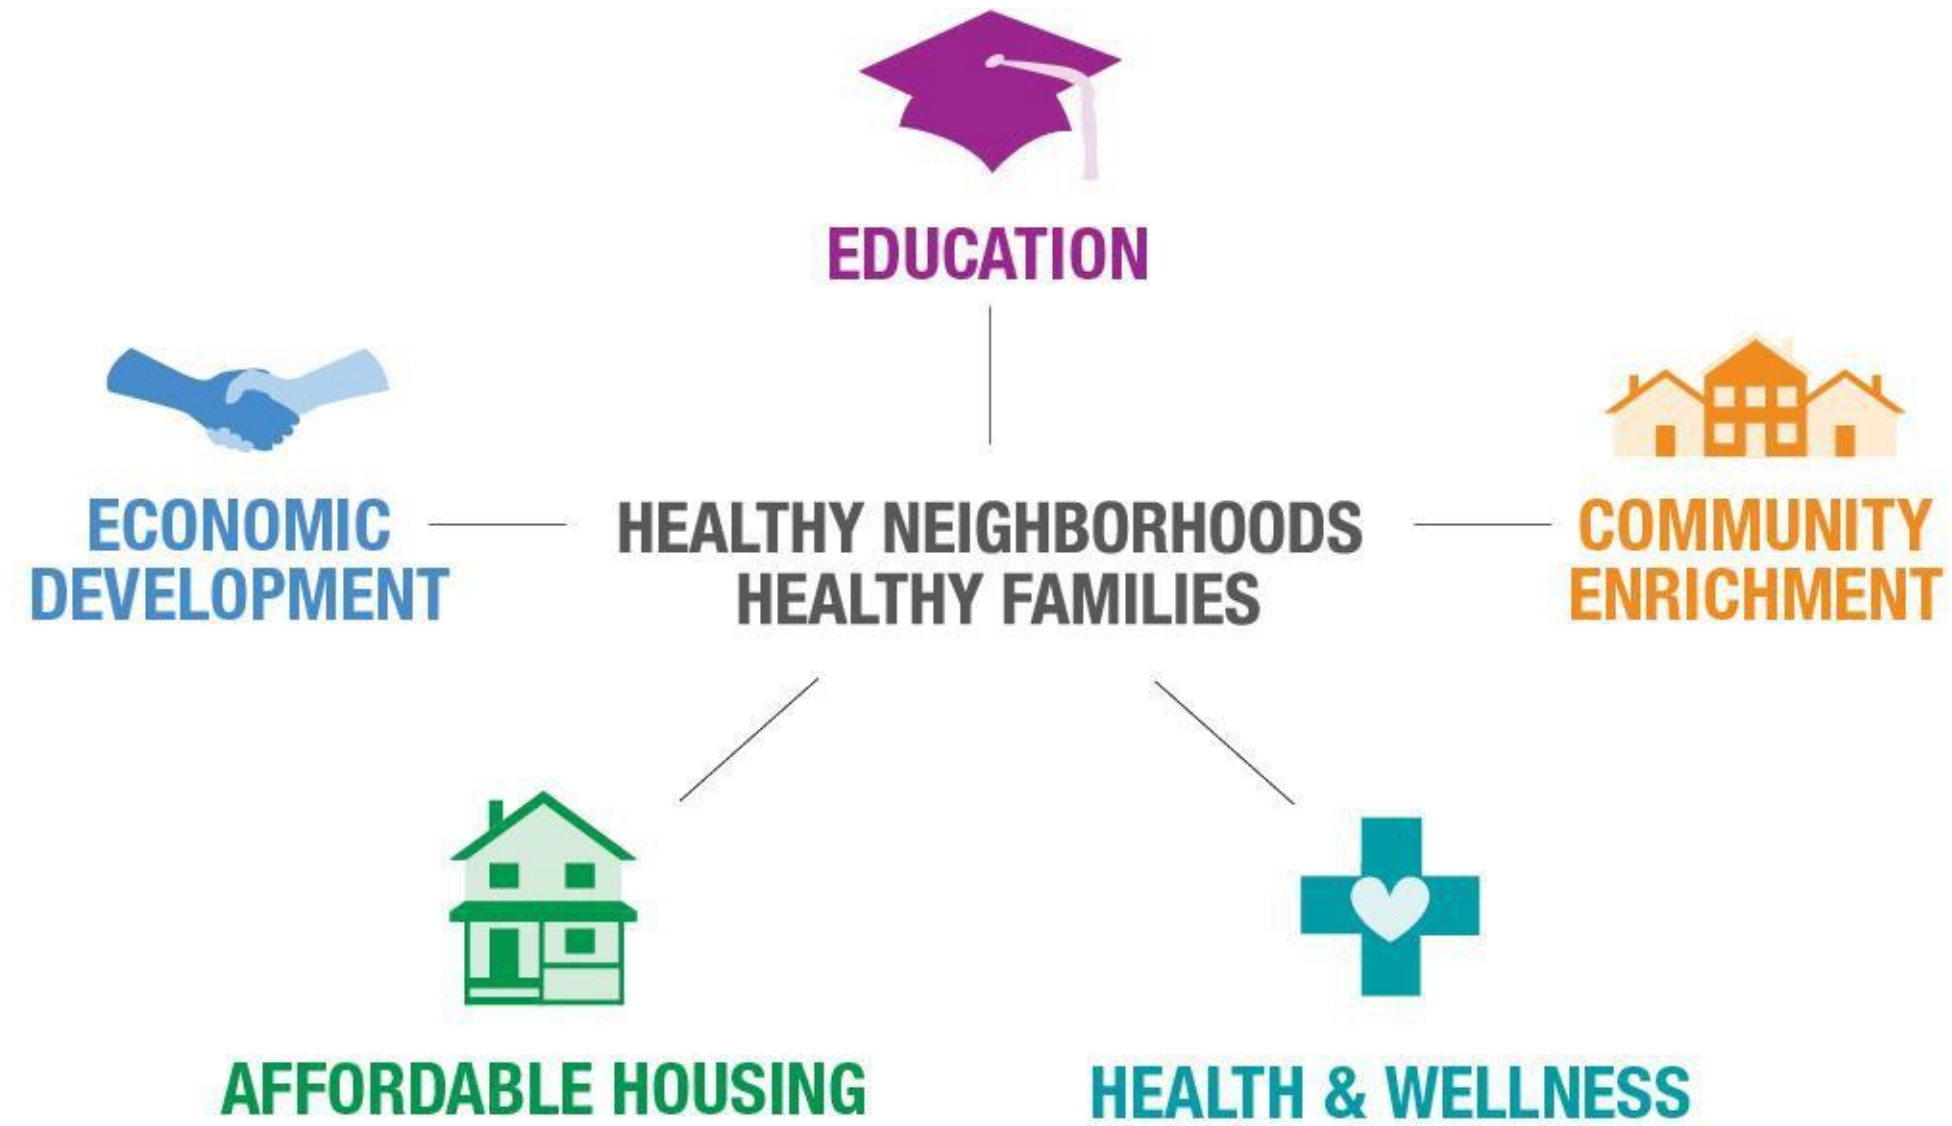 EDUCATION
ECONOMIC
DEVELOPMENT
HEALTHY NEIGHBORHOODS
HEALTHY FAMILIES
COMMUNITY
ENRICHMENT
AFFORDABLE HOUSING
HEALTH & WELLNESS